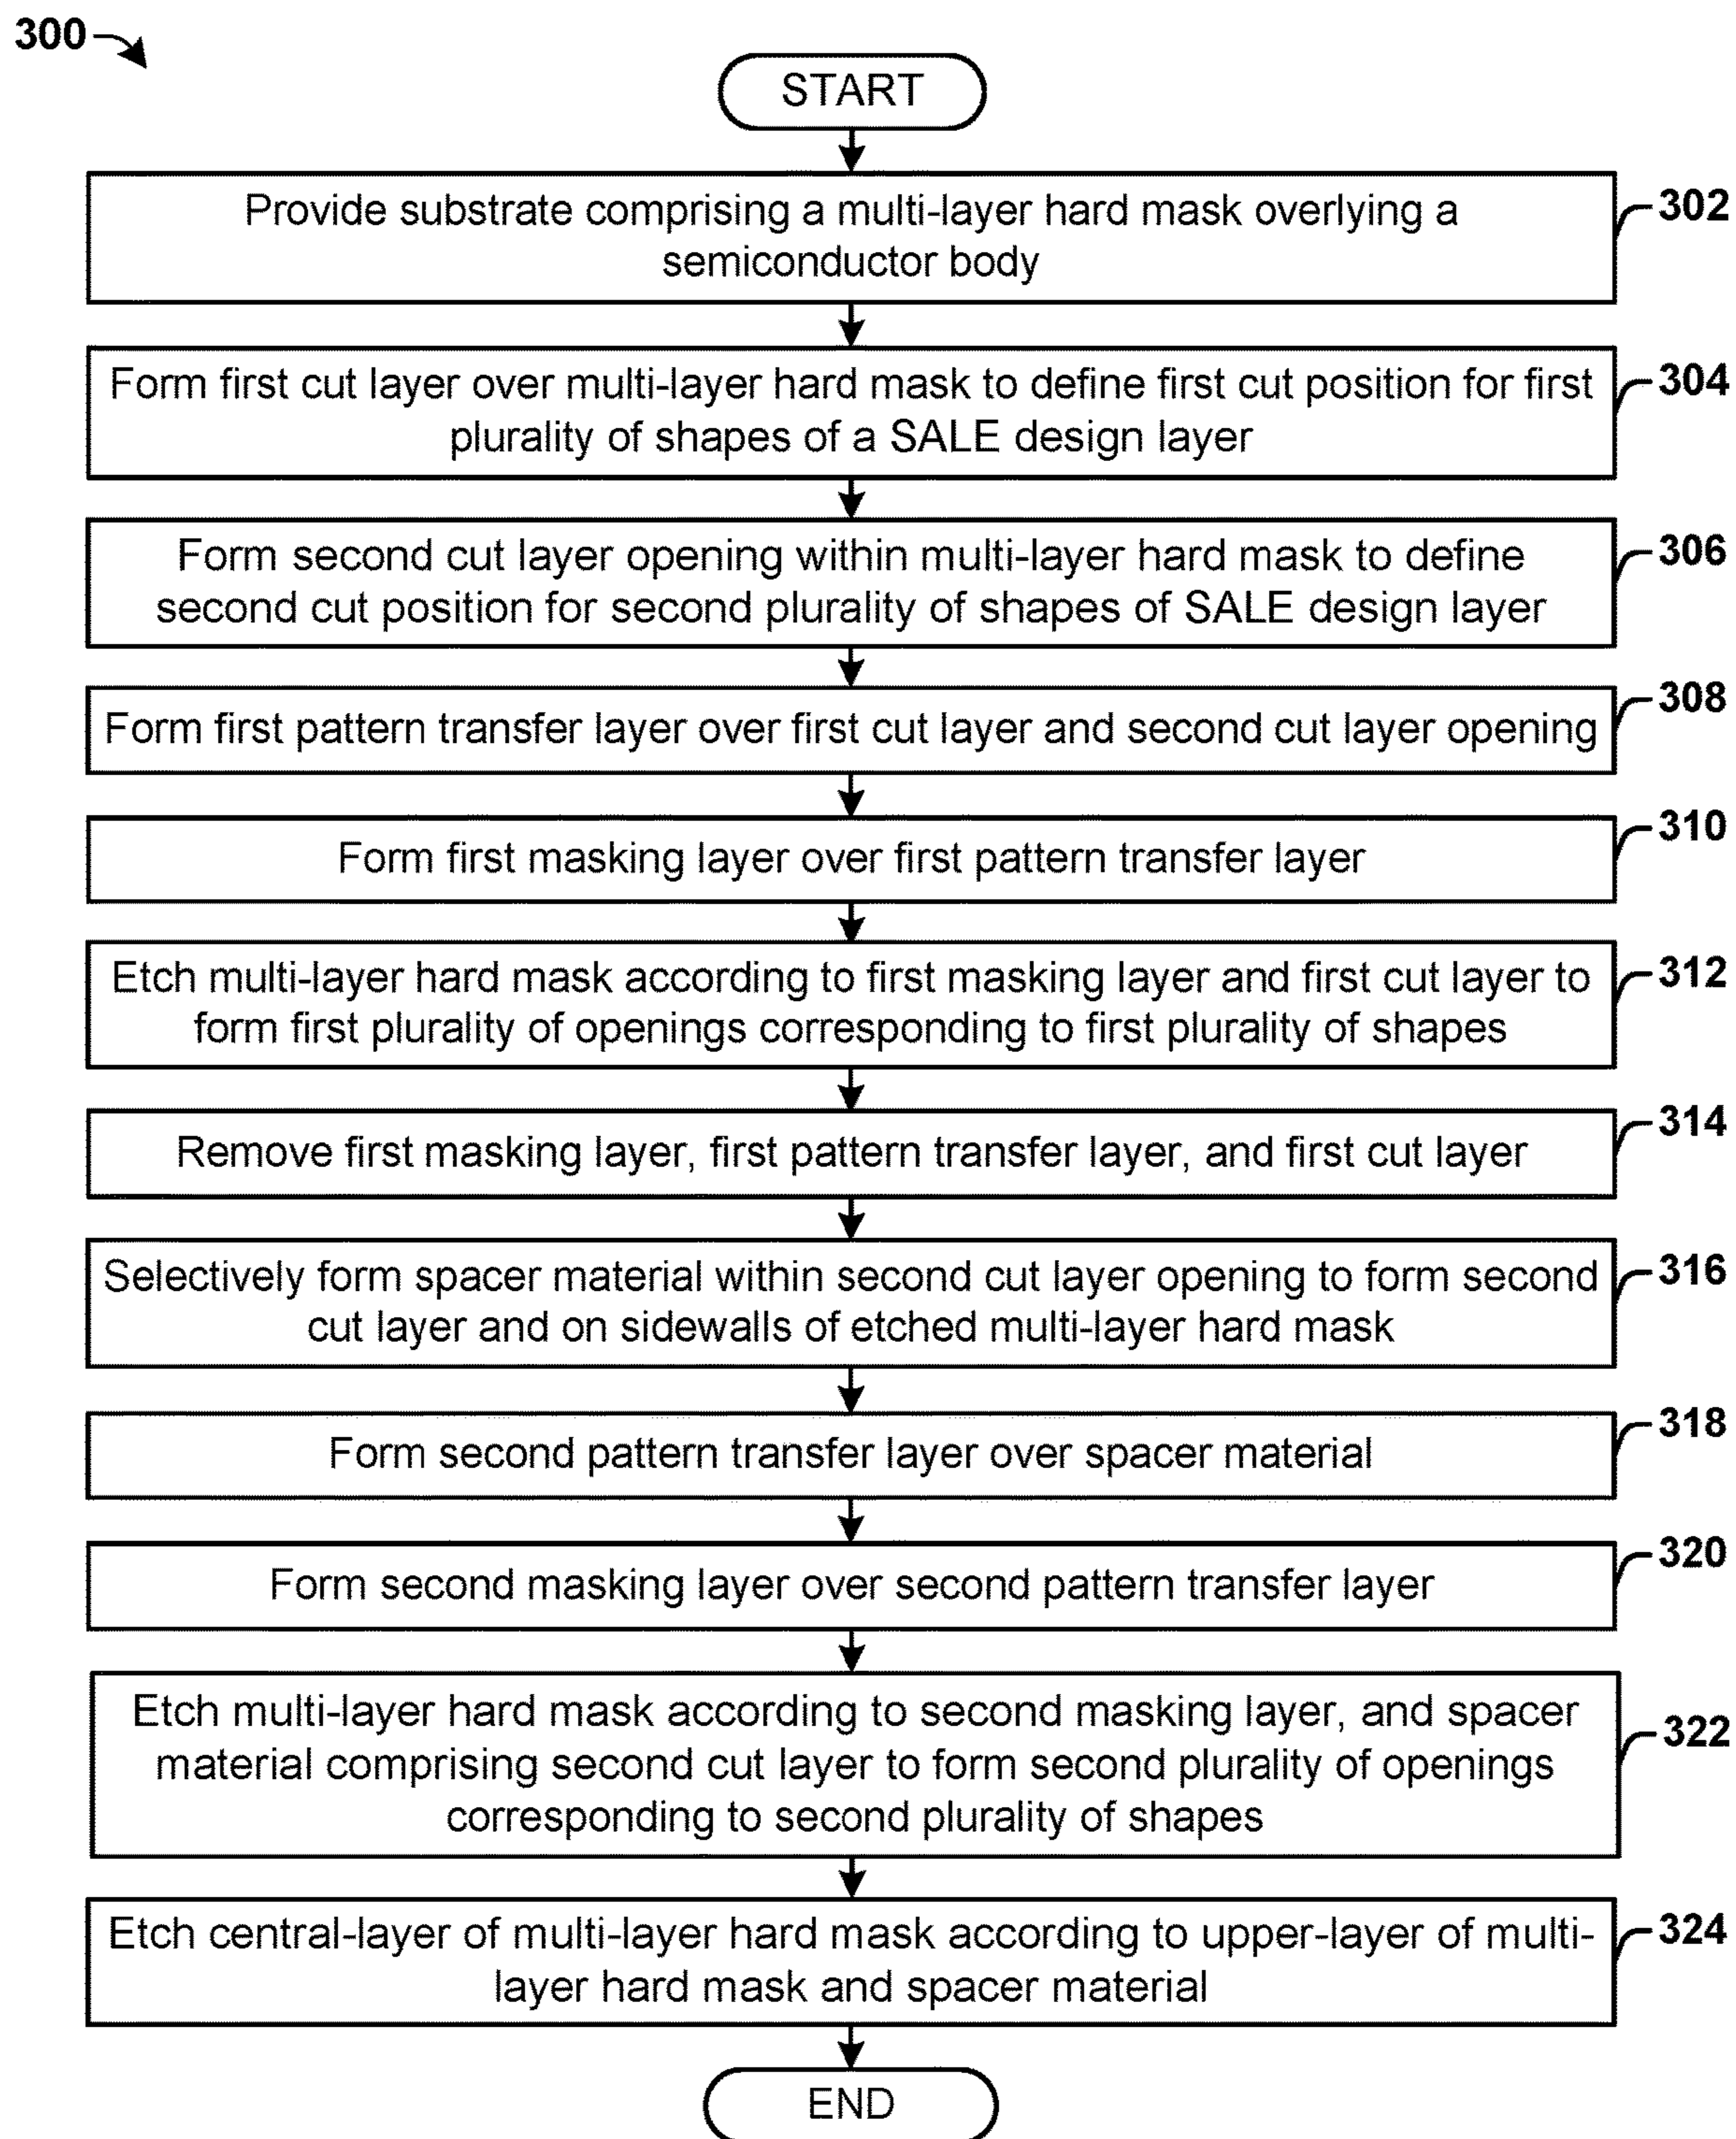 300
START
Provide substrate comprising a multi-layer hard mask overlying a
semiconductor body
302
Form first cut layer over multi-layer hard mask to define first cut position for first
plurality of shapes of a SALE design layer
304
Form second cut layer opening within multi-layer hard mask to define
second cut position for second plurality of shapes of SALE design layer
306
Form first pattern transfer layer over first cut layer and second cut layer opening
308
Form first masking layer over first pattern transfer layer
310
Etch multi-layer hard mask according to first masking layer and first cut layer to
form first plurality of openings corresponding to first plurality of shapes
312
Remove first masking layer, first pattern transfer layer, and first cut layer
314
Selectively form spacer material within second cut layer opening to form second
cut layer and on sidewalls of etched multi-layer hard mask
316
Form second pattern transfer layer over spacer material
318
Form second masking layer over second pattern transfer layer
320
Etch multi-layer hard mask according to second masking layer, and spacer
material comprising second cut layer to form second plurality of openings
corresponding to second plurality of shapes
322
Etch central-layer of multi-layer hard mask according to upper-layer of multi-
layer hard mask and spacer material
324
END